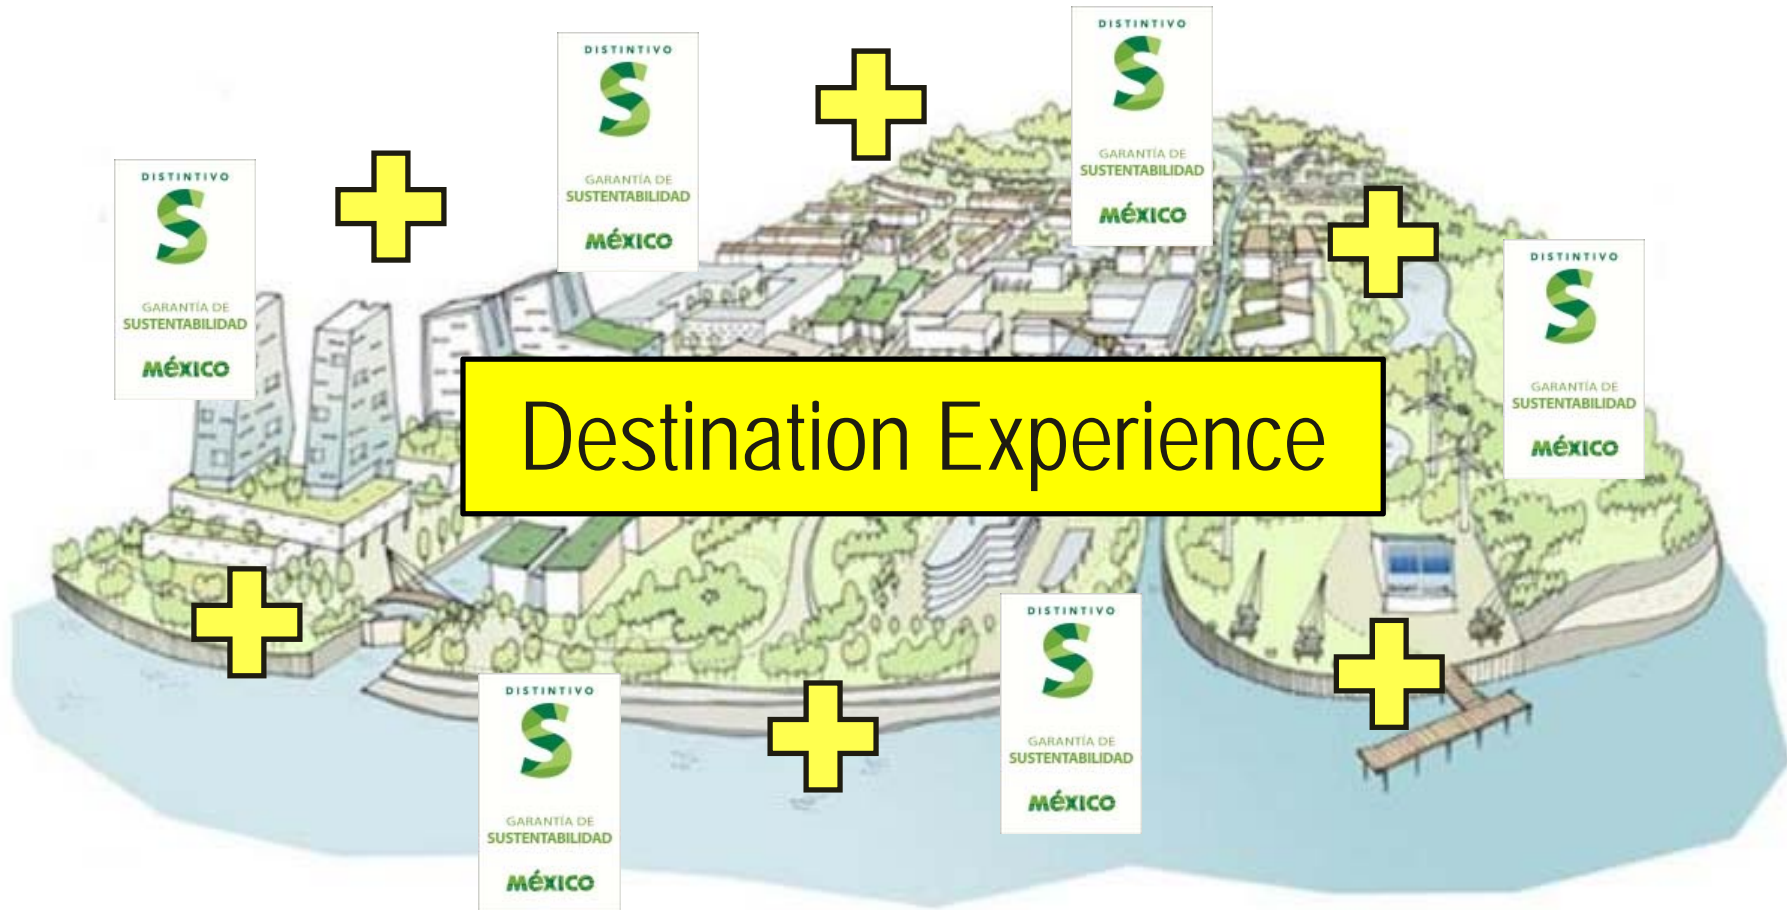 DISTINTIVO
S
GARANTÍA DE
SUSTENTABILIDAD
MÉXICO
DISTINTIVO
S
GARANTÍA DE
SUSTENTABILIDAD
MÉXICO
DISTINTIVO
S
GARANTÍA DE
SUSTENTABILIDAD
MÉXICO
DISTINTIVO
S
GARANTÍA DE
SUSTENTABILIDAD
MÉXICO
Destination Experience
DISTINTIVO
S
GARANTÍA DE
SUSTENTABILIDAD
MÉXICO
DISTINTIVO
S
GARANTÍA DE
SUSTENTABILIDAD
MÉXICO